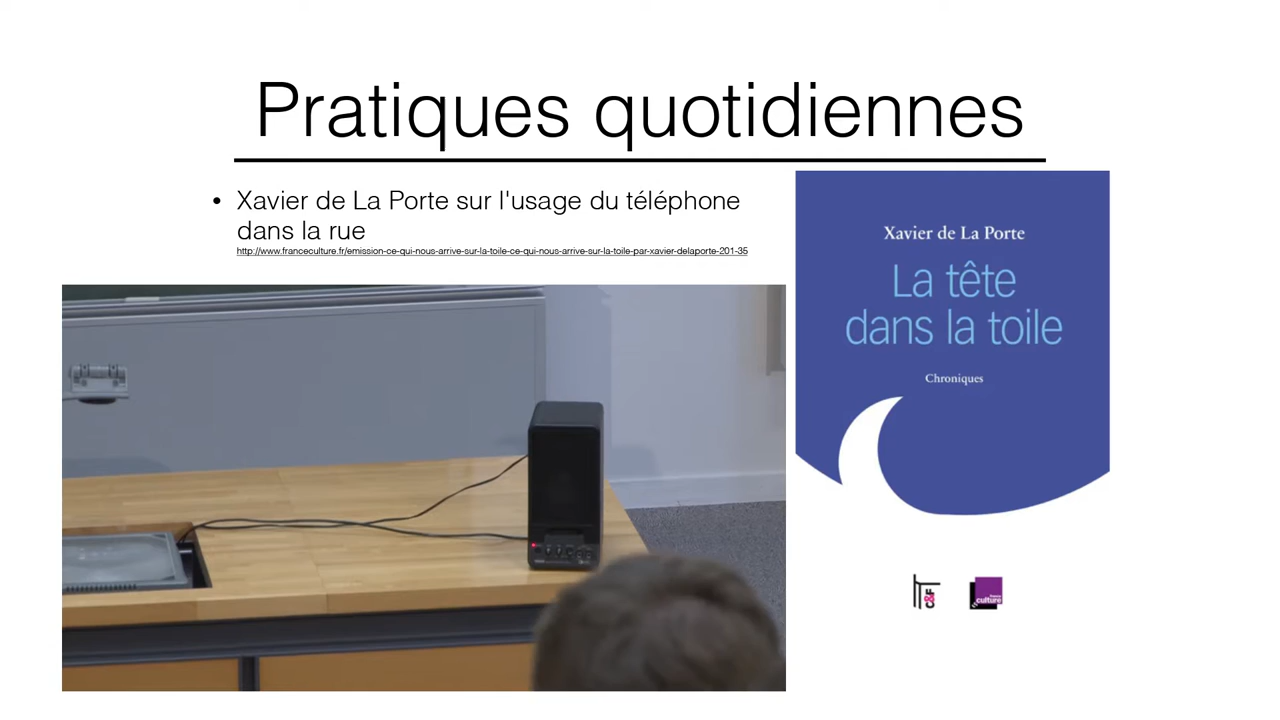 Pratiques quotidiennes
• Xavier de La Porte sur l'usage du téléphone
dans la rue
http://www.franceculture.fr/emission-ce-qui-nous-arrive-sur-la-toile-ce-qui-nous-arrive-sur-la-toile-par-xavier-delaporte-201-35
Xavier de La Porte
La tête
dans la toile
Chroniques
C&F
france
culture